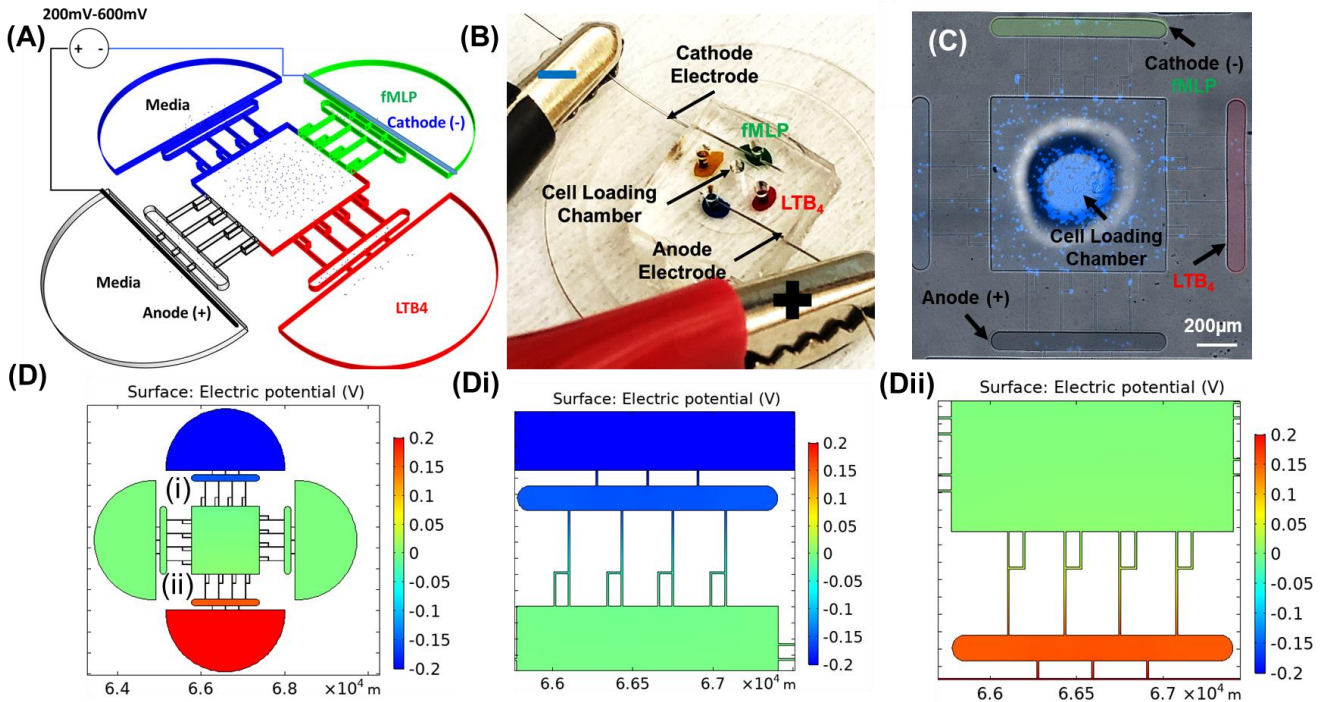 (A)
200mV-600mV
+ -
Media
fMLP
Cathode (-)
Media
Anode (+)
LTB4
(B)
Cathode
Electrode
fMLP
Cell Loading
Chamber
LTB₄
Anode
Electrode
(C)
Cathode (-)
fMLP
Cell Loading
Chamber
LTB₄
Anode (+)
200μm
(D)
Surface: Electric potential (V)
(i)
(ii)
0.2
0.15
0.1
0.05
0
-0.05
-0.1
-0.15
-0.2
6.4 6.6 6.8 ×10⁴ m
(Di)
Surface: Electric potential (V)
0.2
0.15
0.1
0.05
0
-0.05
-0.1
-0.15
-0.2
6.6 6.65 6.7 ×10⁴ m
(Dii)
Surface: Electric potential (V)
0.2
0.15
0.1
0.05
0
-0.05
-0.1
-0.15
-0.2
6.6 6.65 6.7 ×10⁴ m